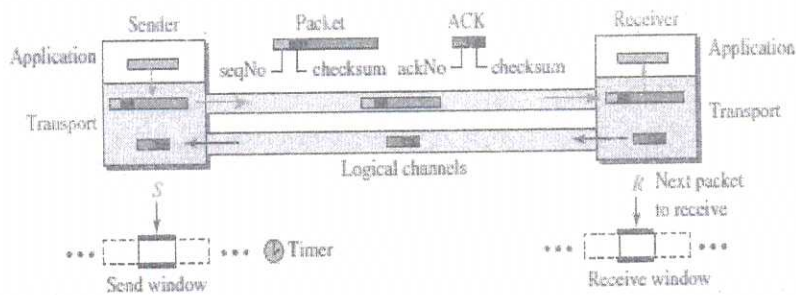 Sender Packet ACK Receiver
Application Application
seqNo checksum ackNo checksum
Transport Transport
Logical channels
S R Next packet
to receive
Timer
Send window Receive window